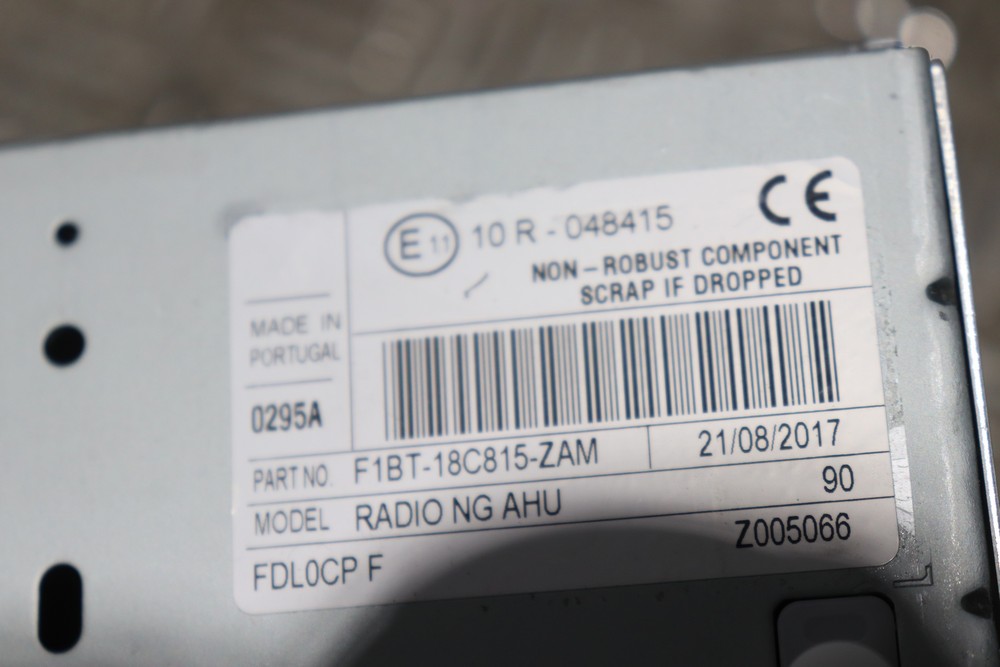 E 11 10 R - 048415 CE
NON-ROBUST COMPONENT
SCRAP IF DROPPED
MADE IN
PORTUGAL
0295A
PART NO. F1BT-18C815-ZAM 21/08/2017
MODEL RADIO NG AHU 90
FDL0CP F Z005066